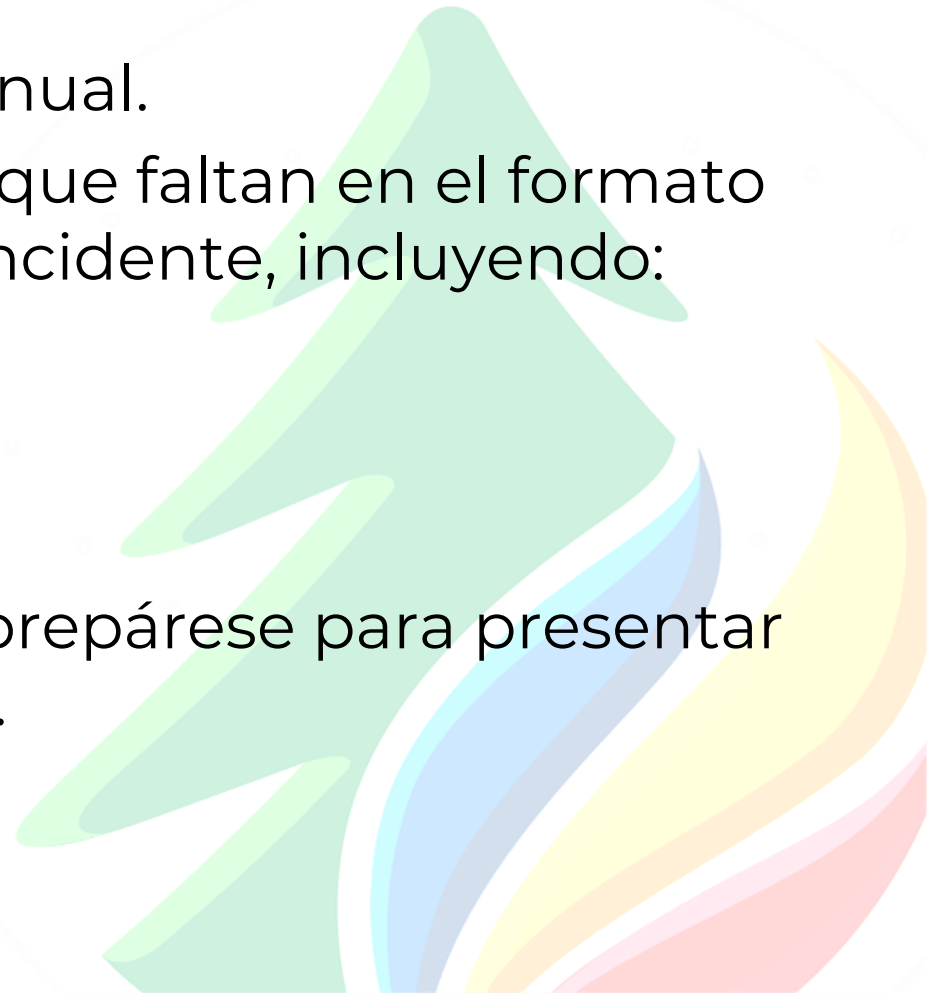 nual.
que faltan en el formato
ncidente, incluyendo:
prepárese para presentar
.